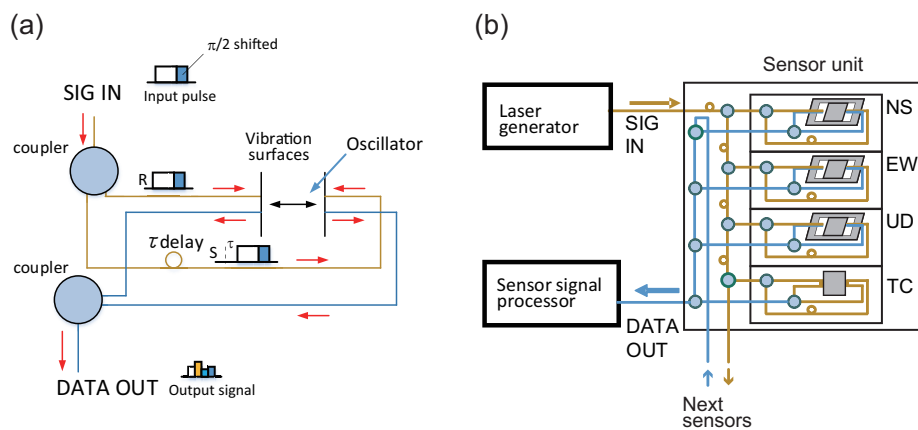 (a)
π/2 shifted
SIG IN
Input pulse
coupler
Vibration
surfaces
Oscillator
R
τ delay
S
τ
coupler
DATA OUT
Output signal
(b)
Sensor unit
Laser
generator
SIG
IN
NS
EW
UD
TC
Sensor signal
processor
DATA
OUT
Next
sensors